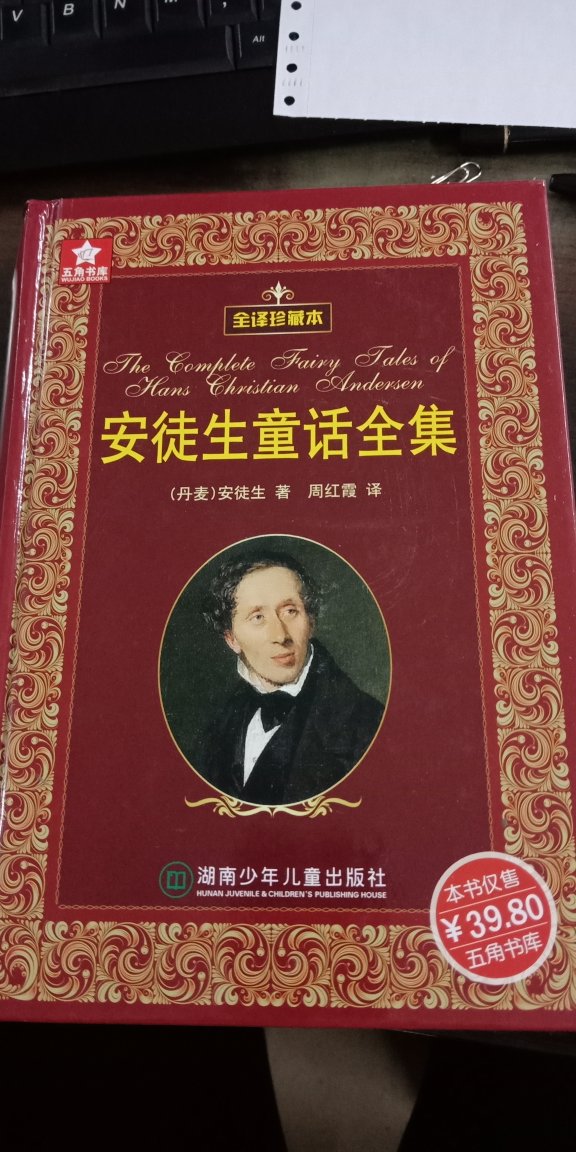 V B N M
Alt
五角书库
WUJIAO BOOKS
全译珍藏本
The Complete Fairy Tales of
Hans Christian Andersen
安徒生童话全集
(丹麦)安徒生 著 周红霞 译
湖南少年儿童出版社
HUNAN JUVENILE & CHILDREN'S PUBLISHING HOUSE
本书仅售
¥39.80
五角书库